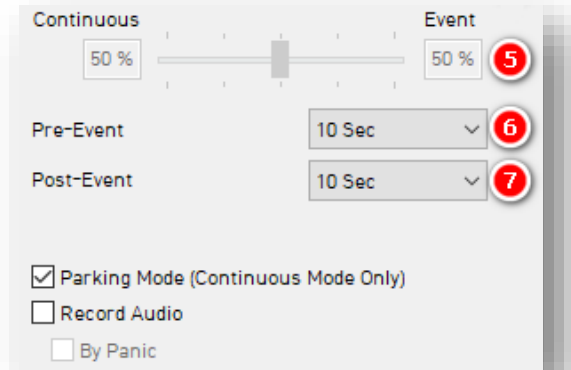 Continuous Event
50 % 50 % 5
Pre-Event 10 Sec 6
Post-Event 10 Sec 7
Parking Mode (Continuous Mode Only)
Record Audio
By Panic